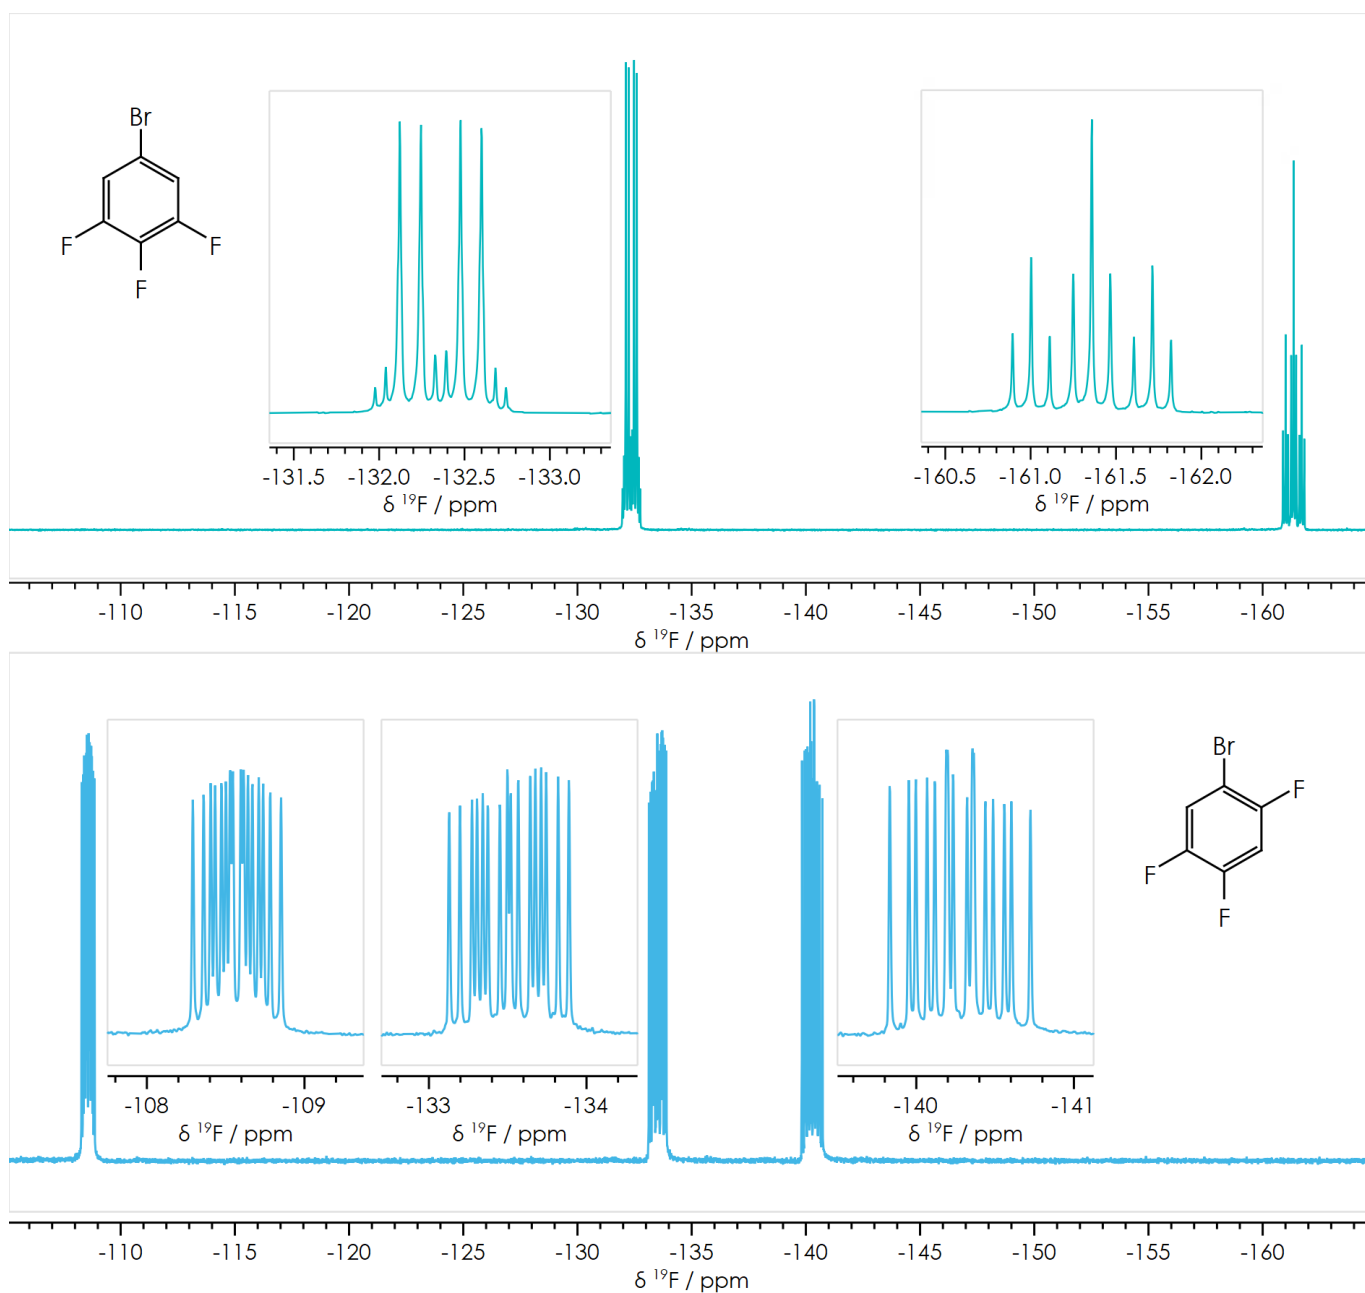 Br
F F
F
-131.5 -132.0 -132.5 -133.0
δ ¹⁹F / ppm
-160.5 -161.0 -161.5 -162.0
δ ¹⁹F / ppm
-110 -115 -120 -125 -130 -135 -140 -145 -150 -155 -160
δ ¹⁹F / ppm
Br
F
F
F
-108 -109
δ ¹⁹F / ppm
-133 -134
δ ¹⁹F / ppm
-140 -141
δ ¹⁹F / ppm
-110 -115 -120 -125 -130 -135 -140 -145 -150 -155 -160
δ ¹⁹F / ppm